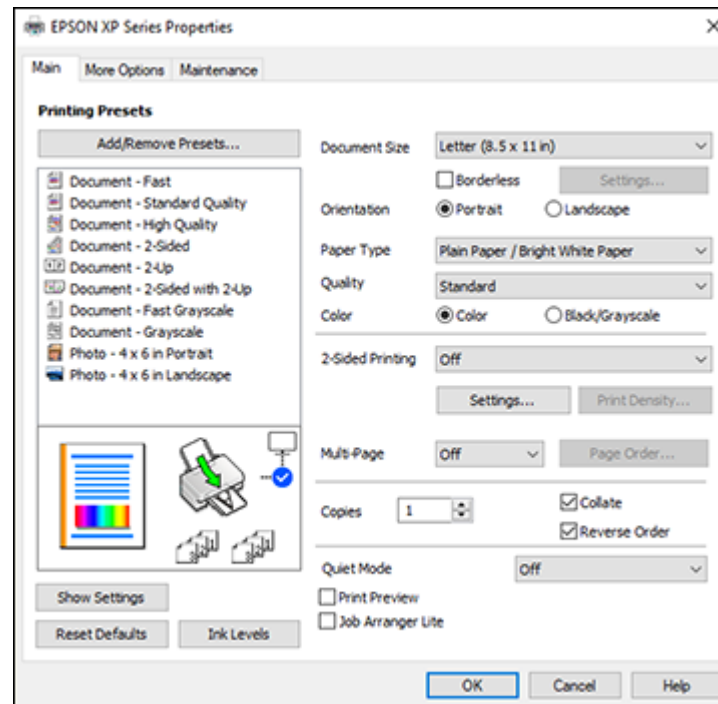 EPSON XP Series Properties
Main More Options Maintenance
Printing Presets
Add/Remove Presets...
Document - Fast
Document - Standard Quality
Document - High Quality
Document - 2-Sided
Document - 2-Up
Document - 2-Sided with 2-Up
Document - Fast Grayscale
Document - Grayscale
Photo - 4 x 6 in Portrait
Photo - 4 x 6 in Landscape
Show Settings
Reset Defaults Ink Levels
Document Size Letter (8.5 x 11 in)
Borderless Settings...
Orientation Portrait Landscape
Paper Type Plain Paper / Bright White Paper
Quality Standard
Color Color Black/Grayscale
2-Sided Printing Off
Settings... Print Density...
Multi-Page Off Page Order...
Copies 1 Collate
Reverse Order
Quiet Mode Off
Print Preview
Job Arranger Lite
OK Cancel Help